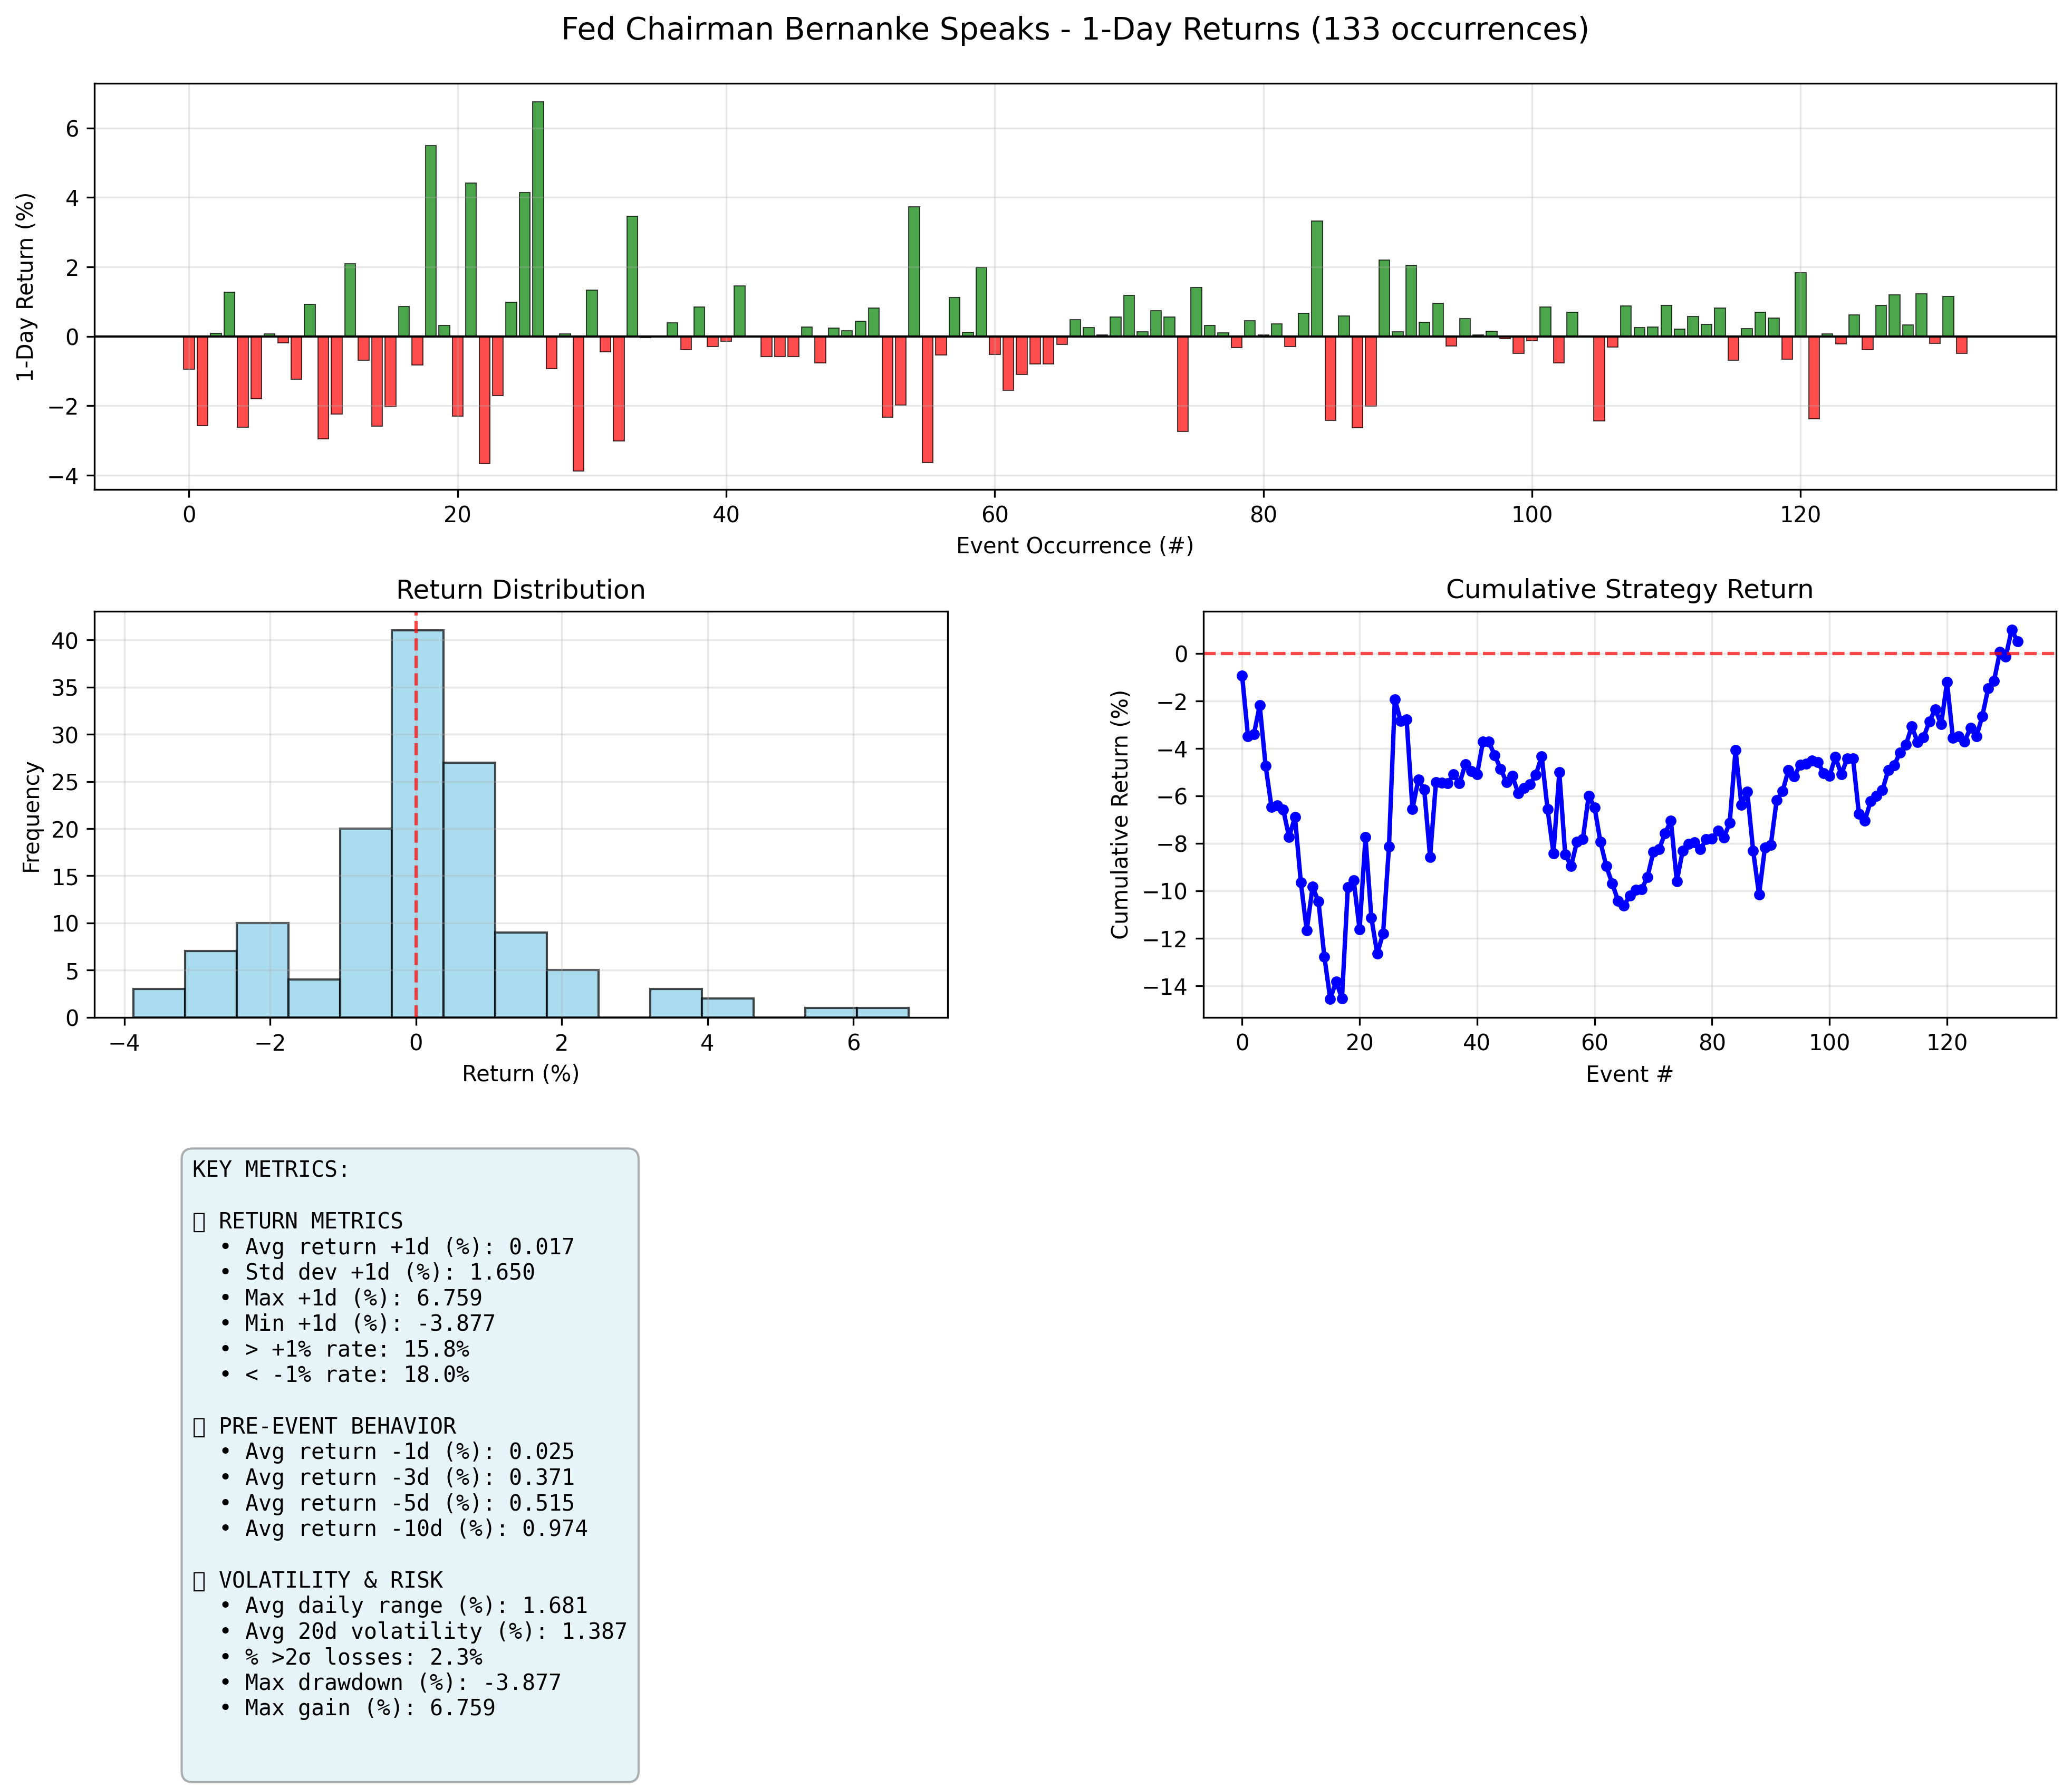 Fed Chairman Bernanke Speaks - 1-Day Returns (133 occurrences)
1-Day Return (%)
6
4
2
0
−2
−4
0 20 40 60 80 100 120
Event Occurrence (#)
Return Distribution
Frequency
40
35
30
25
20
15
10
5
0
−4 −2 0 2 4 6
Return (%)
Cumulative Strategy Return
Cumulative Return (%)
0
−2
−4
−6
−8
−10
−12
−14
0 20 40 60 80 100 120
Event #
KEY METRICS:
RETURN METRICS
• Avg return +1d (%): 0.017
• Std dev +1d (%): 1.650
• Max +1d (%): 6.759
• Min +1d (%): -3.877
• > +1% rate: 15.8%
• < -1% rate: 18.0%
PRE-EVENT BEHAVIOR
• Avg return -1d (%): 0.025
• Avg return -3d (%): 0.371
• Avg return -5d (%): 0.515
• Avg return -10d (%): 0.974
VOLATILITY & RISK
• Avg daily range (%): 1.681
• Avg 20d volatility (%): 1.387
• % >2σ losses: 2.3%
• Max drawdown (%): -3.877
• Max gain (%): 6.759